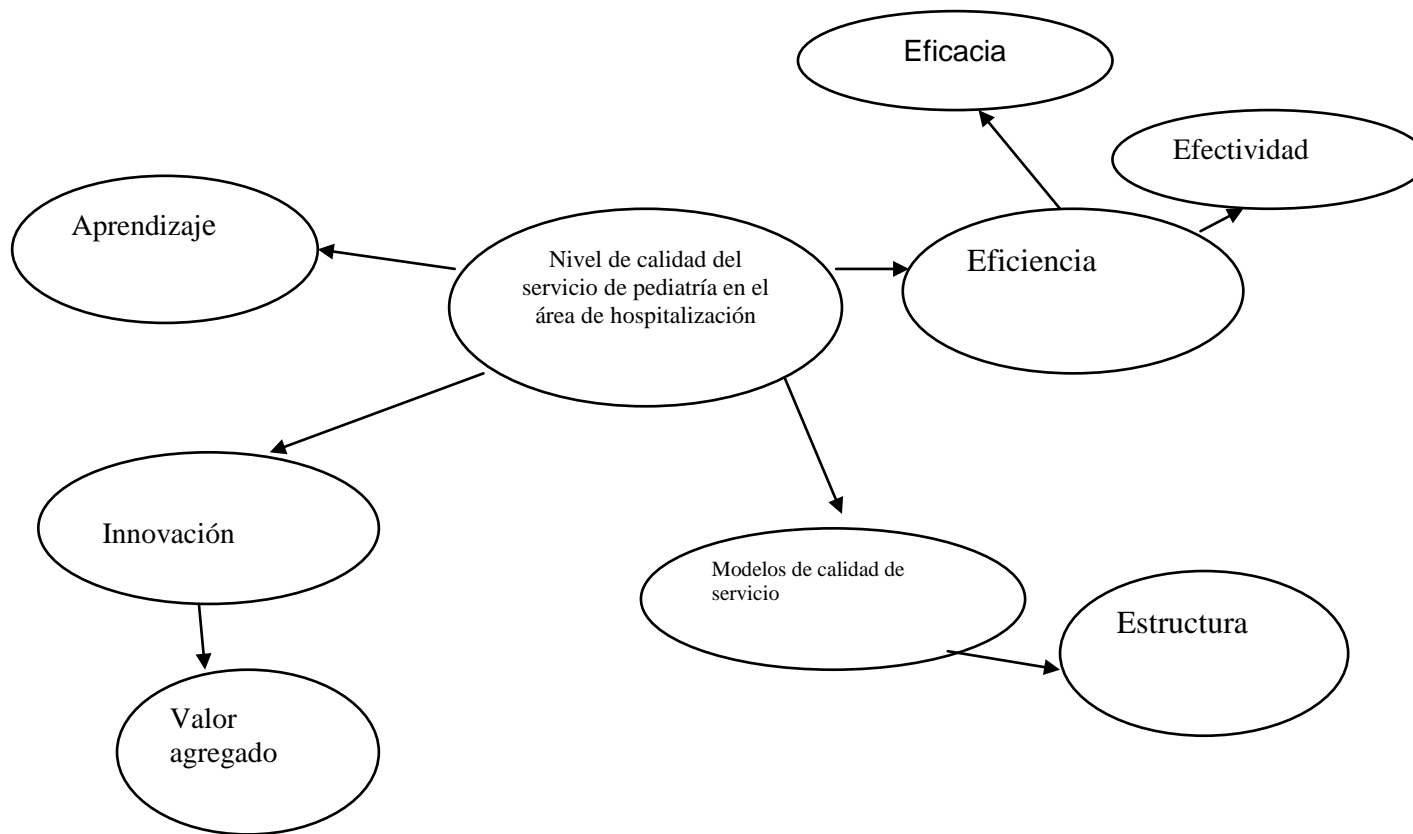 Eficacia
Efectividad
Aprendizaje
Nivel de calidad del
servicio de pediatría en el
área de hospitalización
Eficiencia
Innovación
Modelos de calidad de
servicio
Estructura
Valor
agregado